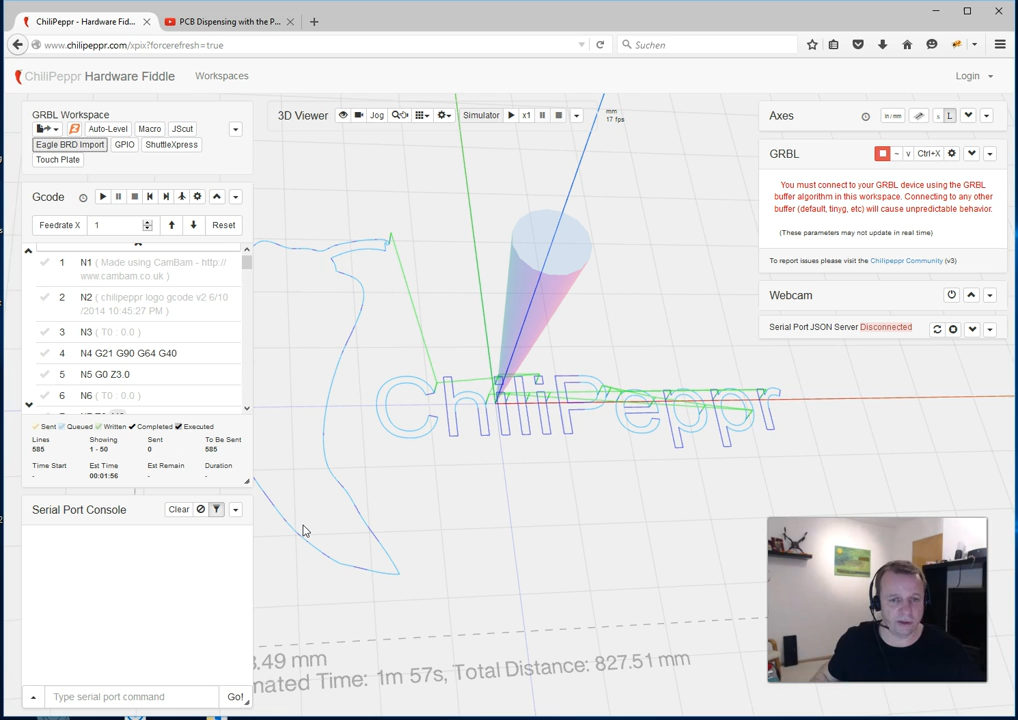 ChiliPeppr - Hardware Fid...
PCB Dispensing with the P...
www.chilipeppr.com/xpix?forcerefresh=true
Suchen
ChiliPeppr Hardware Fiddle
Workspaces
Login
GRBL Workspace
Auto-Level
Macro
JScut
Eagle BRD Import
GPIO
ShuttleXpress
Touch Plate
3D Viewer
Jog
Simulator
x1
mm
17 fps
Axes
in / mm
s
L
GRBL
~
v
Ctrl+X
You must connect to your GRBL device using the GRBL
buffer algorithm in this workspace. Connecting to any other
buffer (default, tinyg, etc) will cause unpredictable behavior.
(These parameters may not update in real time)
To report issues please visit the Chilipeppr Community (v3)
Webcam
Serial Port JSON Server Disconnected
Gcode
Feedrate X
1
Reset
1 N1 ( Made using CamBam - http://
www.cambam.co.uk )
2 N2 ( chilipeppr logo gcode v2 6/10
/2014 10:45:27 PM )
3 N3 ( T0 : 0.0 )
4 N4 G21 G90 G64 G40
5 N5 G0 Z3.0
6 N6 ( T0 : 0.0 )
Sent Queued Written Completed Executed
Lines Showing Sent To Be Sent
585 1 - 50 0 585
Time Start Est Time Est Remain Duration
- 00:01:56 - -
ChiliPeppr
Serial Port Console
Clear
Type serial port command
Go!
3.49 mm
nated Time: 1m 57s, Total Distance: 827.51 mm